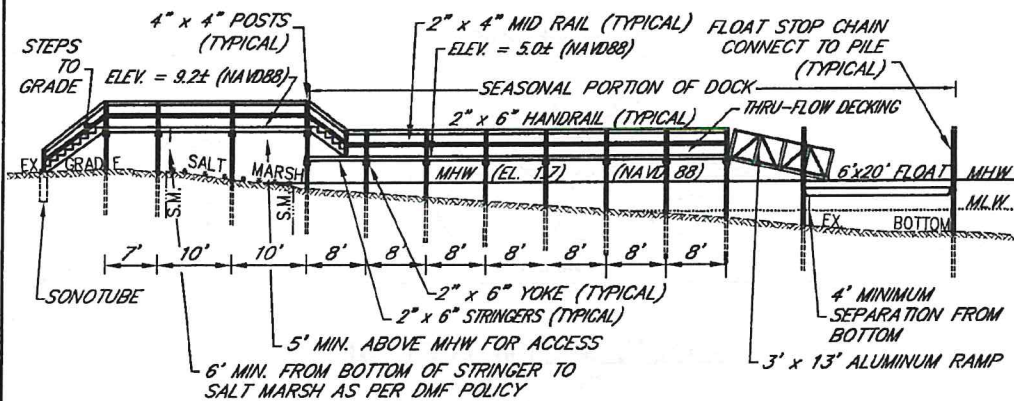 4" x 4" POSTS
(TYPICAL)
2" x 4" MID RAIL (TYPICAL)
FLOAT STOP CHAIN
CONNECT TO PILE
(TYPICAL)
STEPS
TO
GRADE
ELEV. = 9.2± (NAVD88)
ELEV. = 5.0± (NAVD88)
SEASONAL PORTION OF DOCK
2" x 6" HANDRAIL (TYPICAL)
THRU-FLOW DECKING
EX. GRADE
SALT MARSH
MHW (EL. 1.7) (NAVD 88)
6'x20' FLOAT
MHW
MLW
S.M.
S.M.
EX. BOTTOM
7' 10' 10' 8' 8' 8' 8' 8' 8' 8'
SONOTUBE
2" x 6" YOKE (TYPICAL)
2" x 6" STRINGERS (TYPICAL)
4' MINIMUM
SEPARATION FROM
BOTTOM
5' MIN. ABOVE MHW FOR ACCESS
3' x 13' ALUMINUM RAMP
6' MIN. FROM BOTTOM OF STRINGER TO
SALT MARSH AS PER DMF POLICY